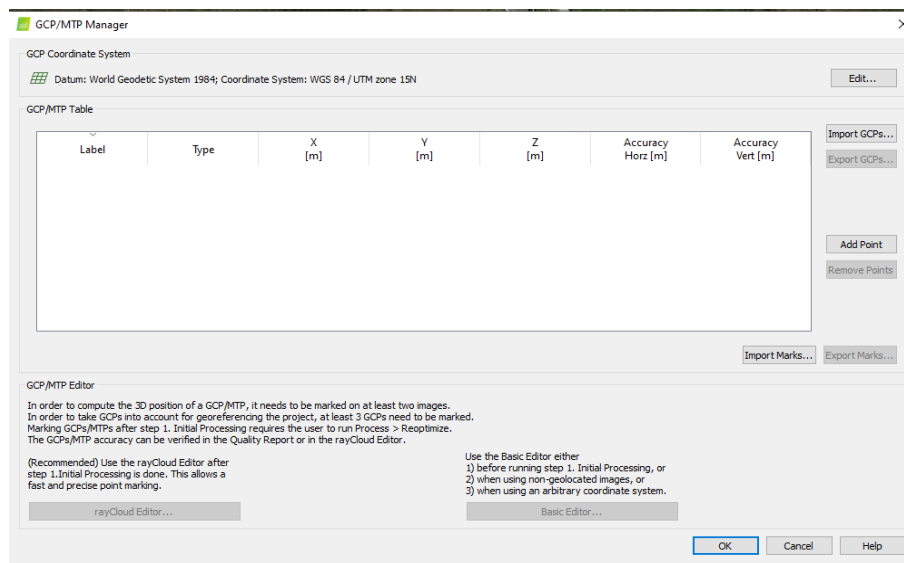 GCP/MTP Manager
GCP Coordinate System
Datum: World Geodetic System 1984; Coordinate System: WGS 84 / UTM zone 15N
Edit...
GCP/MTP Table
Label Type X [m] Y [m] Z [m] Accuracy Horz [m] Accuracy Vert [m]
Import GCPs...
Export GCPs...
Add Point
Remove Points
Import Marks... Export Marks...
GCP/MTP Editor
In order to compute the 3D position of a GCP/MTP, it needs to be marked on at least two images.
In order to take GCPs into account for georeferencing the project, at least 3 GCPs need to be marked.
Marking GCPs/MTPs after step 1. Initial Processing requires the user to run Process > Reoptimize.
The GCPs/MTP accuracy can be verified in the Quality Report or in the rayCloud Editor.
(Recommended) Use the rayCloud Editor after
step 1.Initial Processing is done. This allows a
fast and precise point marking.
rayCloud Editor...
Use the Basic Editor either
1) before running step 1. Initial Processing, or
2) when using non-geolocated images, or
3) when using an arbitrary coordinate system.
Basic Editor...
OK Cancel Help